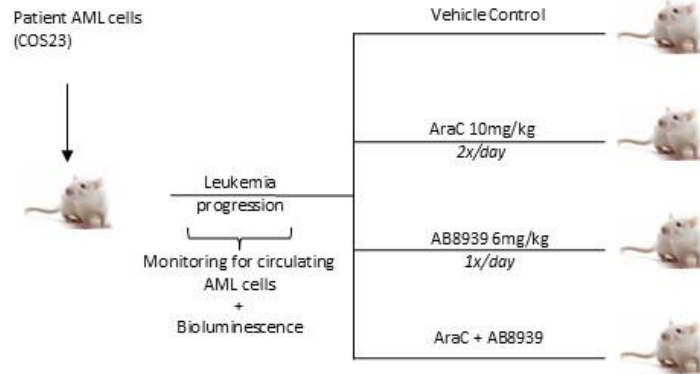 Patient AML cells
(COS23)
Leukemia
progression
Monitoring for circulating
AML cells
+
Bioluminescence
Vehicle Control
AraC 10mg/kg
2x/day
AB8939 6mg/kg
1x/day
AraC + AB8939